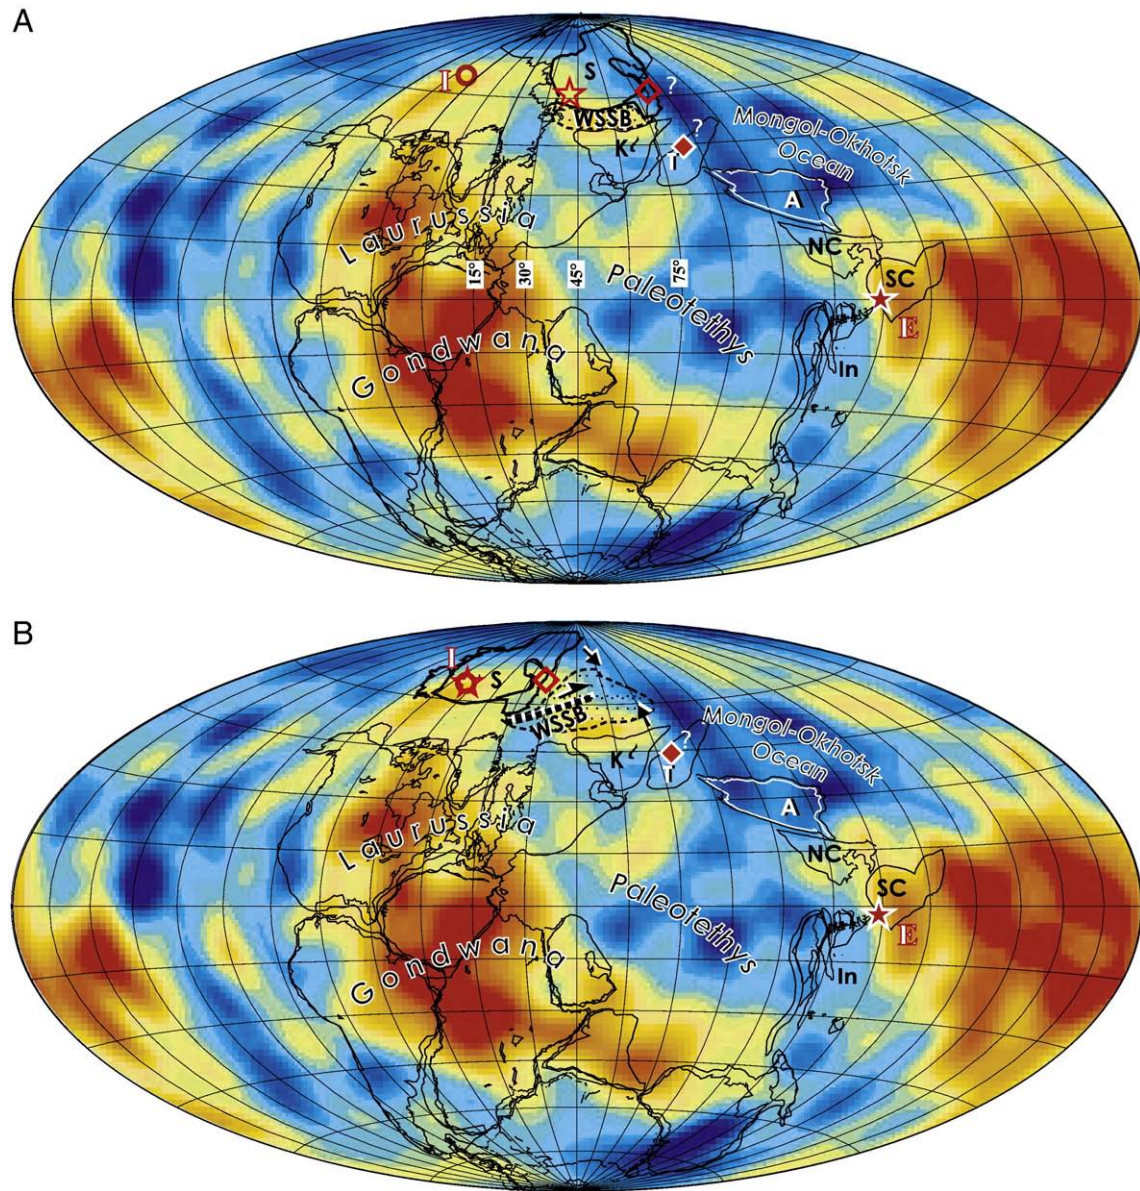 A
I
S
?
WSSB
?
K
T
Mongol-Okhotsk
Ocean
A
Laurussia
NC
SC
15°
30°
45°
75°
Paleotethys
E
Gondwana
In
B
I
S
WSSB
?
K
T
Mongol-Okhotsk
Ocean
A
Laurussia
NC
SC
Paleotethys
E
Gondwana
In